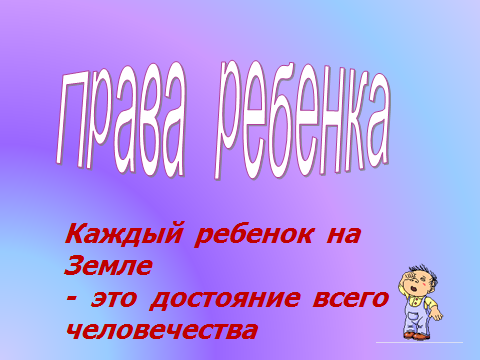 права ребенка
Каждый ребенок на
Земле
- это достояние всего
человечества